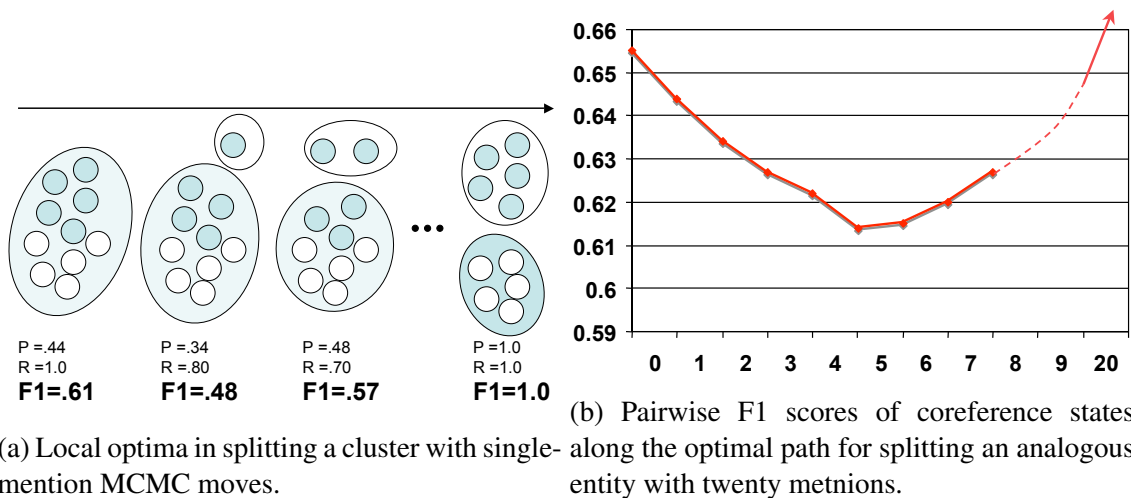 P =.44
R =1.0
F1=.61
P =.34
R =.80
F1=.48
P =.48
R =.70
F1=.57
•••
P =1.0
R =1.0
F1=1.0
(a) Local optima in splitting a cluster with single-
mention MCMC moves.
0.66
0.65
0.64
0.63
0.62
0.61
0.6
0.59
0 1 2 3 4 5 6 7 8 9 20
(b) Pairwise F1 scores of coreference states
along the optimal path for splitting an analogous
entity with twenty metnions.